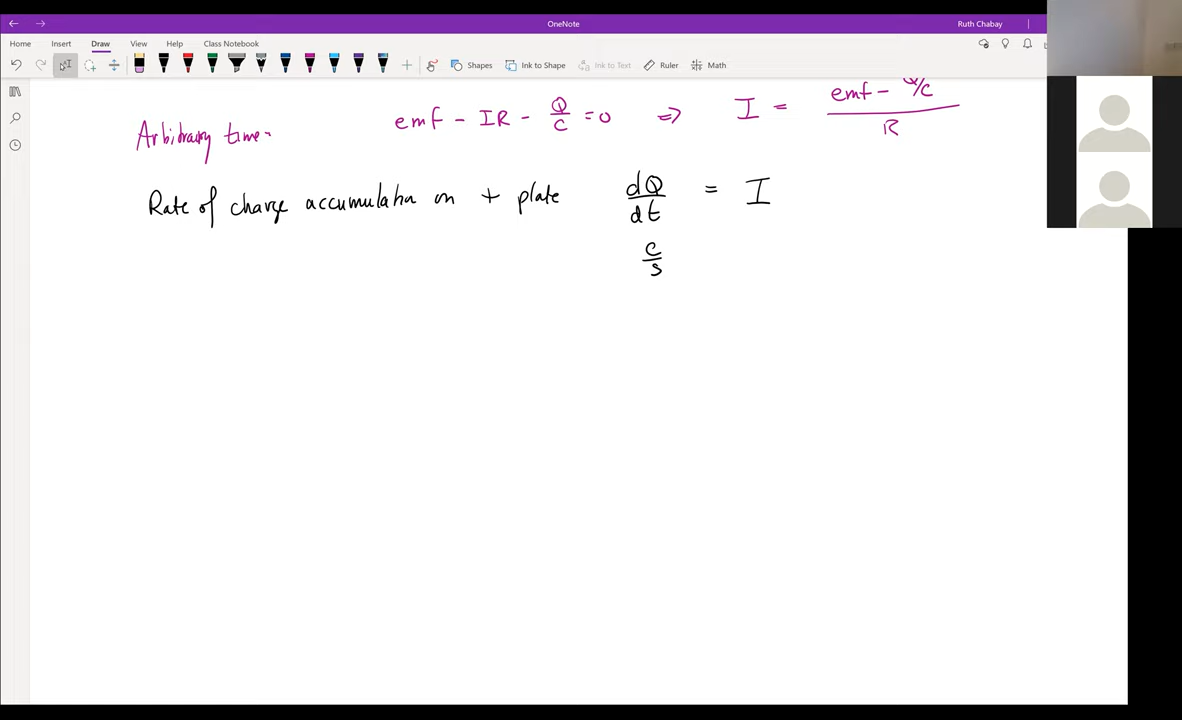 OneNote
Ruth Chabay
Home Insert Draw View Help Class Notebook
Shapes Ink to Shape Ink to Text Ruler Math
Arbitrary time: emf - IR - Q/C = 0 ⇒ I = (emf - Q/C)/R
Rate of charge accumulation on + plate dQ/dt = I
C/s